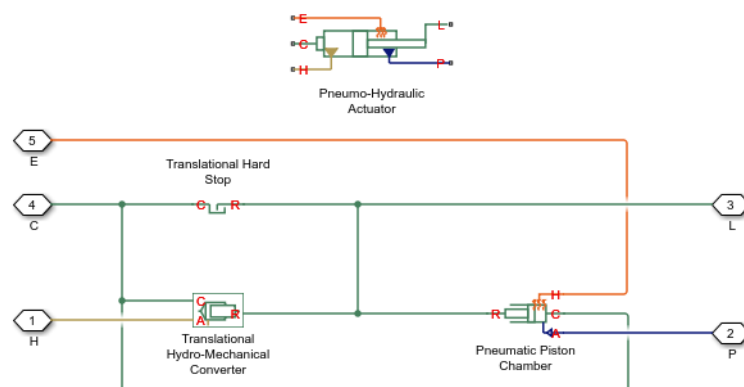 E
L
C
H
P
Pneumo-Hydraulic
Actuator
5
E
Translational Hard
Stop
4
C
C R
3
L
C
A
R
1
H
Translational
Hydro-Mechanical
Converter
H
R
C
A
2
P
Pneumatic Piston
Chamber